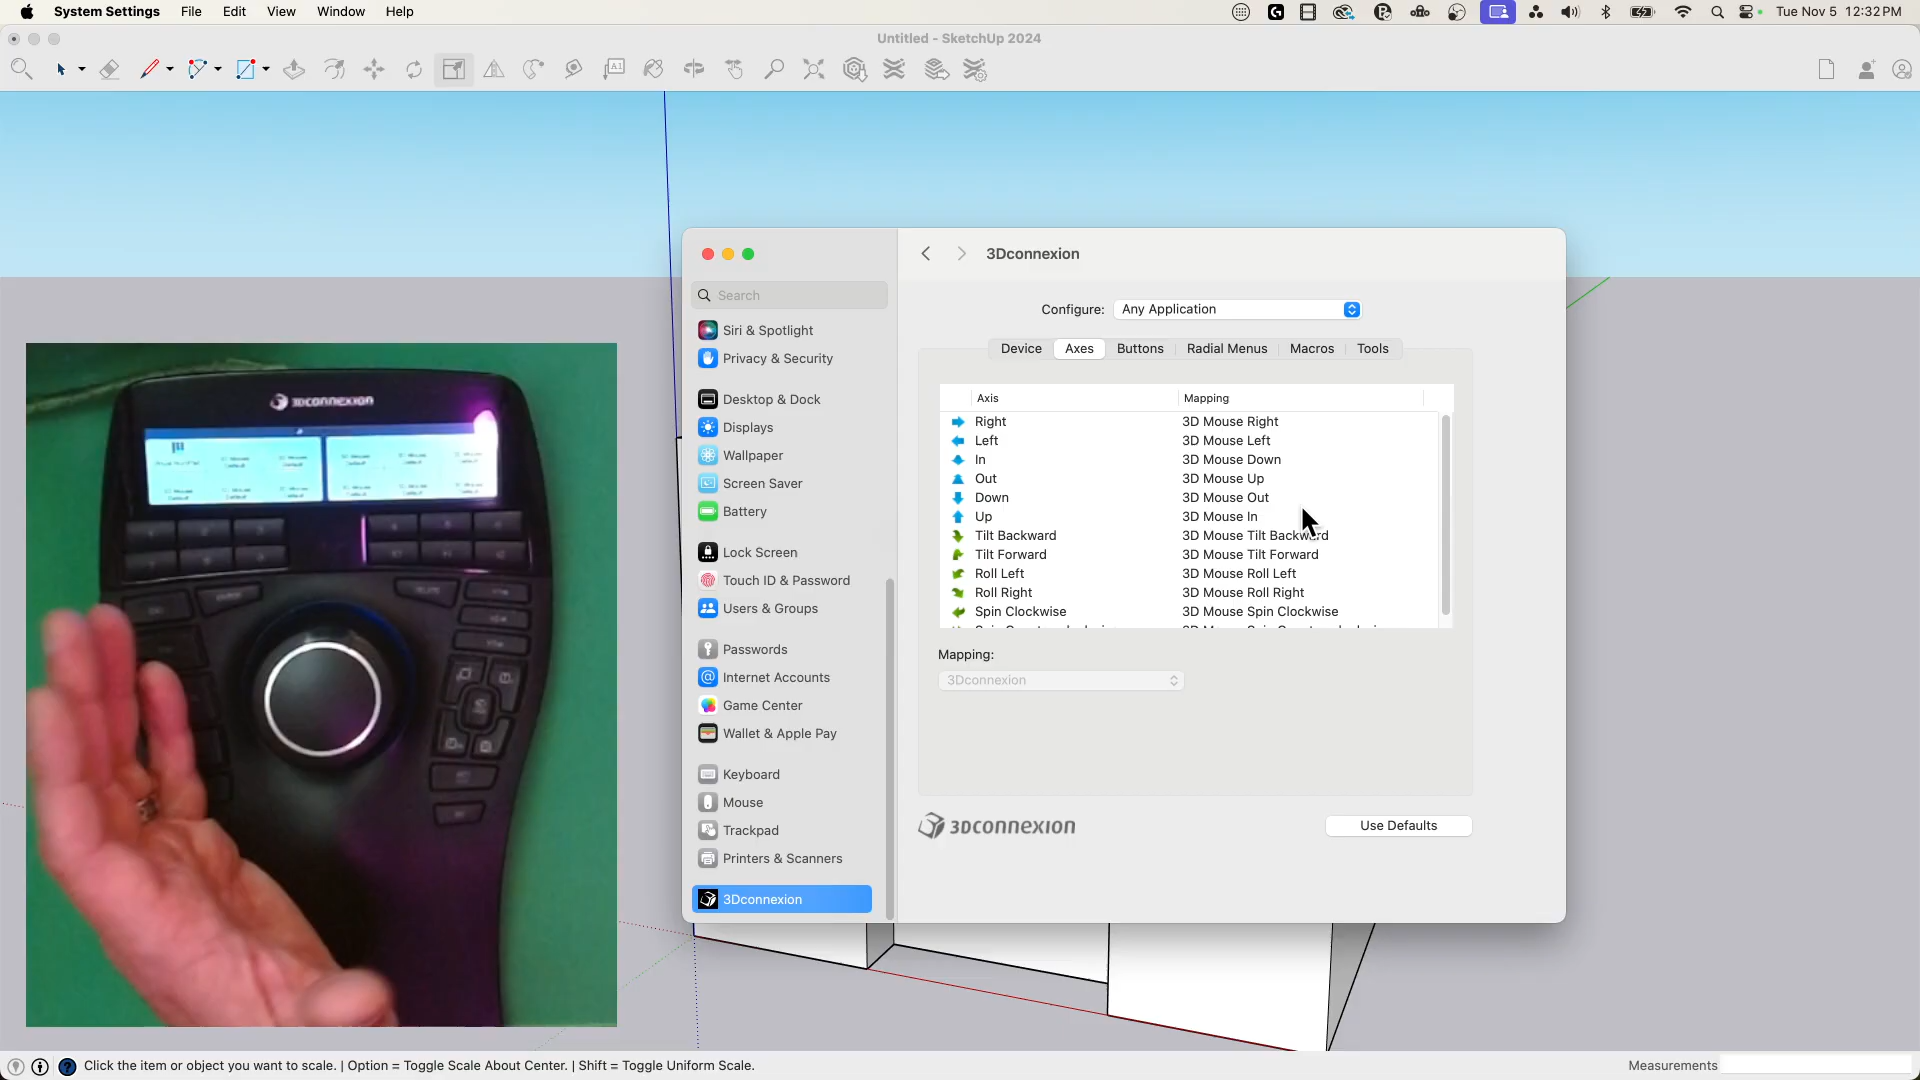 System Settings File Edit View Window Help
Tue Nov 5 12:32 PM
Untitled - SketchUp 2024
A1
3Dconnexion
Search
Configure: Any Application
Siri & Spotlight
Privacy & Security
Device Axes Buttons Radial Menus Macros Tools
Desktop & Dock
Displays
Wallpaper
Screen Saver
Battery
Lock Screen
Touch ID & Password
Users & Groups
Passwords
Internet Accounts
Game Center
Wallet & Apple Pay
Keyboard
Mouse
Trackpad
Printers & Scanners
3Dconnexion
Axis Mapping
Right 3D Mouse Right
Left 3D Mouse Left
In 3D Mouse Down
Out 3D Mouse Up
Down 3D Mouse Out
Up 3D Mouse In
Tilt Backward 3D Mouse Tilt Backward
Tilt Forward 3D Mouse Tilt Forward
Roll Left 3D Mouse Roll Left
Roll Right 3D Mouse Roll Right
Spin Clockwise 3D Mouse Spin Clockwise
Mapping:
3Dconnexion
3Dconnexion
Use Defaults
3Dconnexion
Click the item or object you want to scale. | Option = Toggle Scale About Center. | Shift = Toggle Uniform Scale.
Measurements